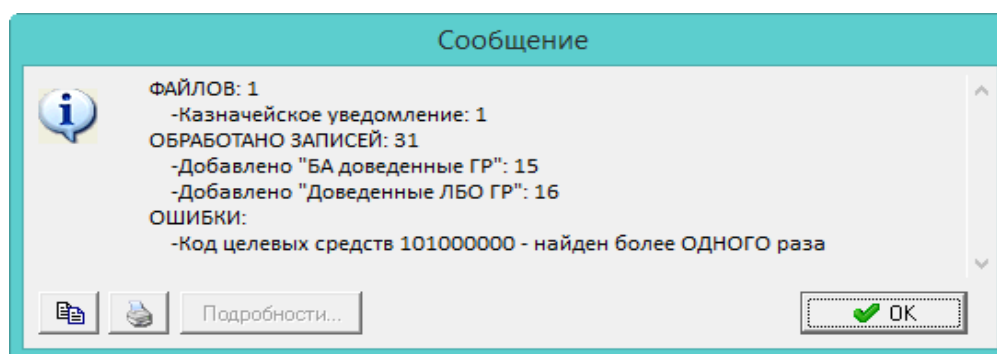 Сообщение
ФАЙЛОВ: 1
-Казначейское уведомление: 1
ОБРАБОТАНО ЗАПИСЕЙ: 31
-Добавлено "БА доведенные ГР": 15
-Добавлено "Доведенные ЛБО ГР": 16
ОШИБКИ:
-Код целевых средств 101000000 - найден более ОДНОГО раза
Подробности...
OK